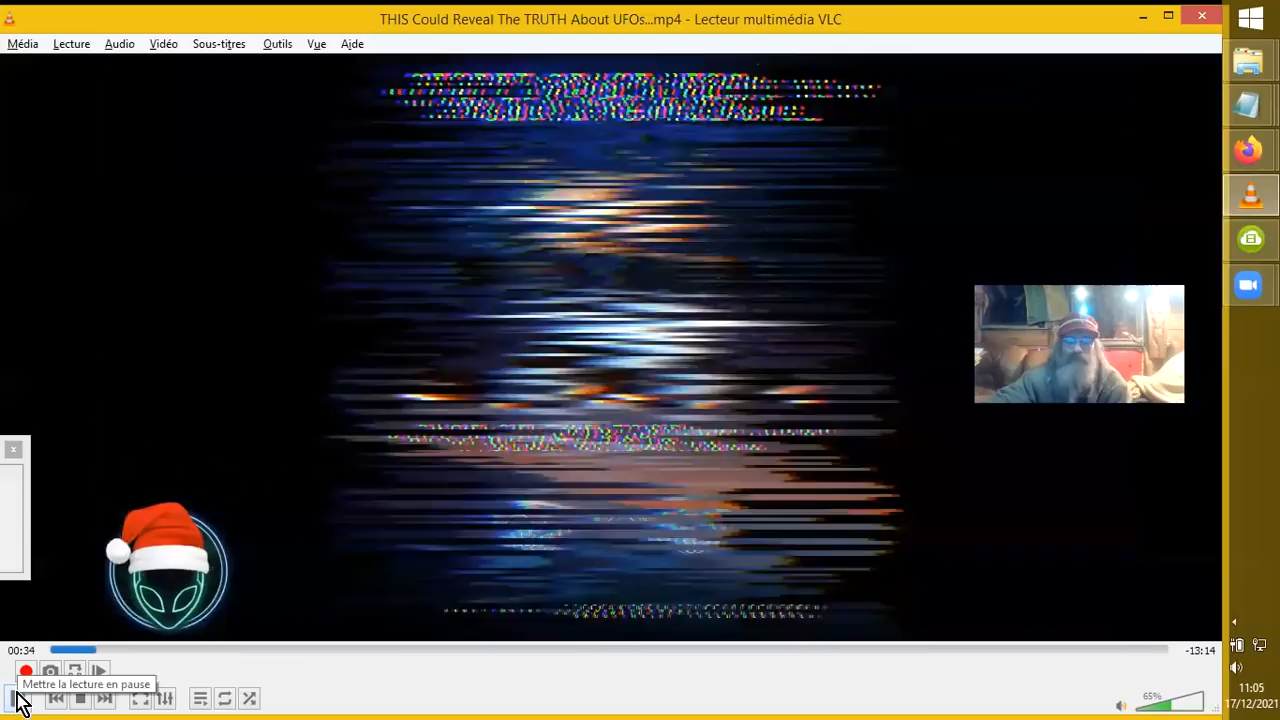 THIS Could Reveal The TRUTH About UFOs...mp4 - Lecteur multimédia VLC
Média Lecture Audio Vidéo Sous-titres Outils Vue Aide
00:34
-13:14
Mettre la lecture en pause
65%
11:05
17/12/2021